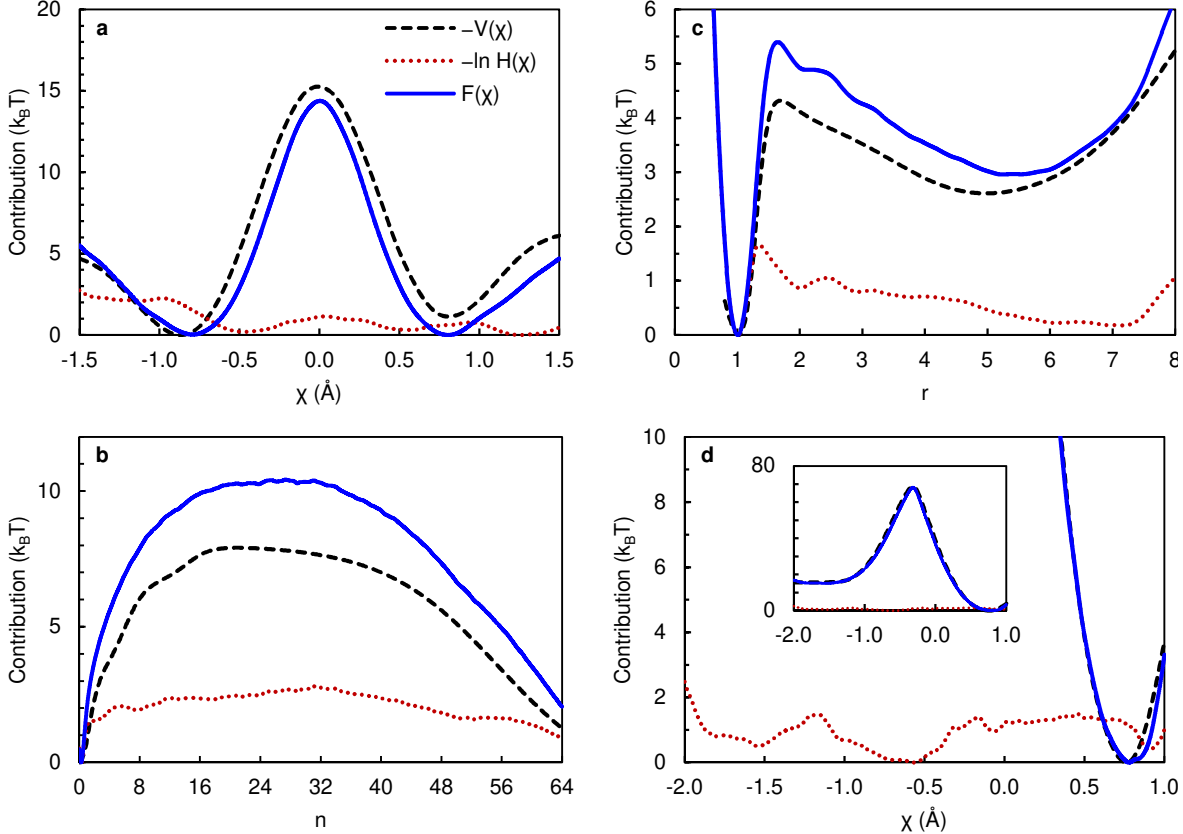 a
20
15
10
5
0
Contribution (k_BT)
-1.5 -1.0 -0.5 0.0 0.5 1.0 1.5
χ (Å)
−V(χ)
−ln H(χ)
F(χ)
c
6
5
4
3
2
1
0
Contribution (k_BT)
0 1 2 3 4 5 6 7 8
r
b
10
5
0
Contribution (k_BT)
0 8 16 24 32 40 48 56 64
n
d
10
8
6
4
2
0
Contribution (k_BT)
-2.0 -1.5 -1.0 -0.5 0.0 0.5 1.0
χ (Å)
80
0
-2.0 -1.0 0.0 1.0